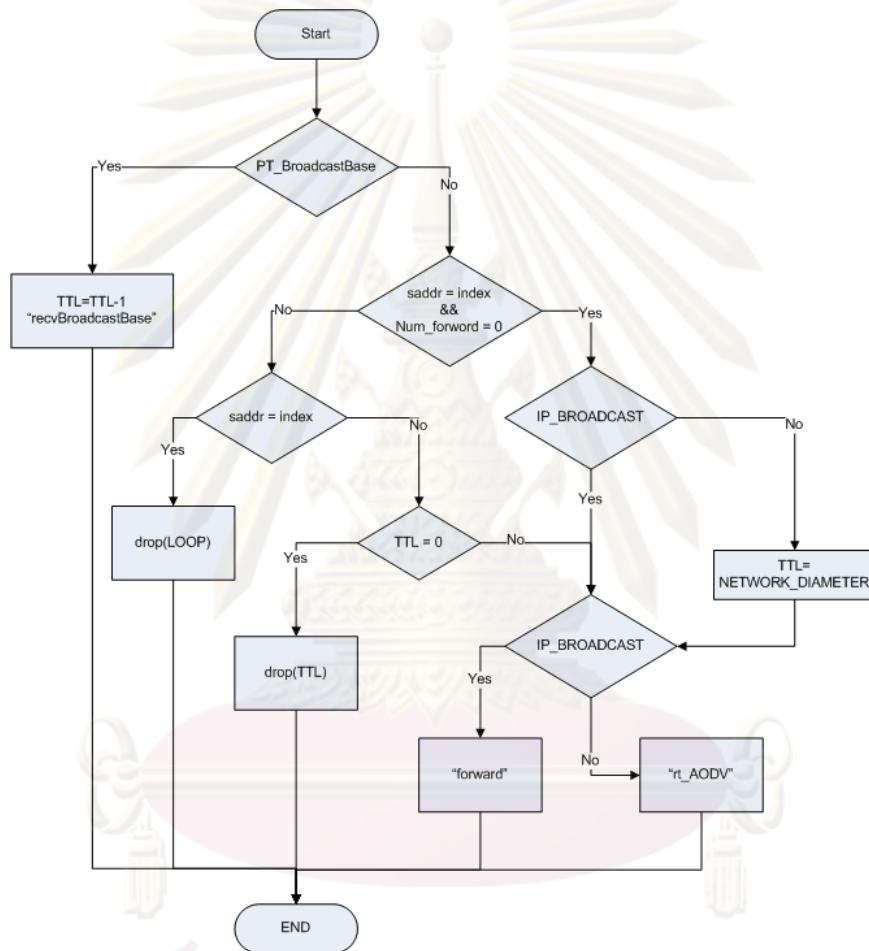 Start
PT_BroadcastBase
Yes
No
TTL=TTL-1
“recvBroadcastBase”
saddr = index
&&
Num_forword = 0
No
Yes
saddr = index
IP_BROADCAST
Yes
No
Yes
No
drop(LOOP)
TTL = 0
Yes
No
TTL=
NETWORK_DIAMETER
drop(TTL)
IP_BROADCAST
Yes
No
“forward”
“rt_AODV”
END